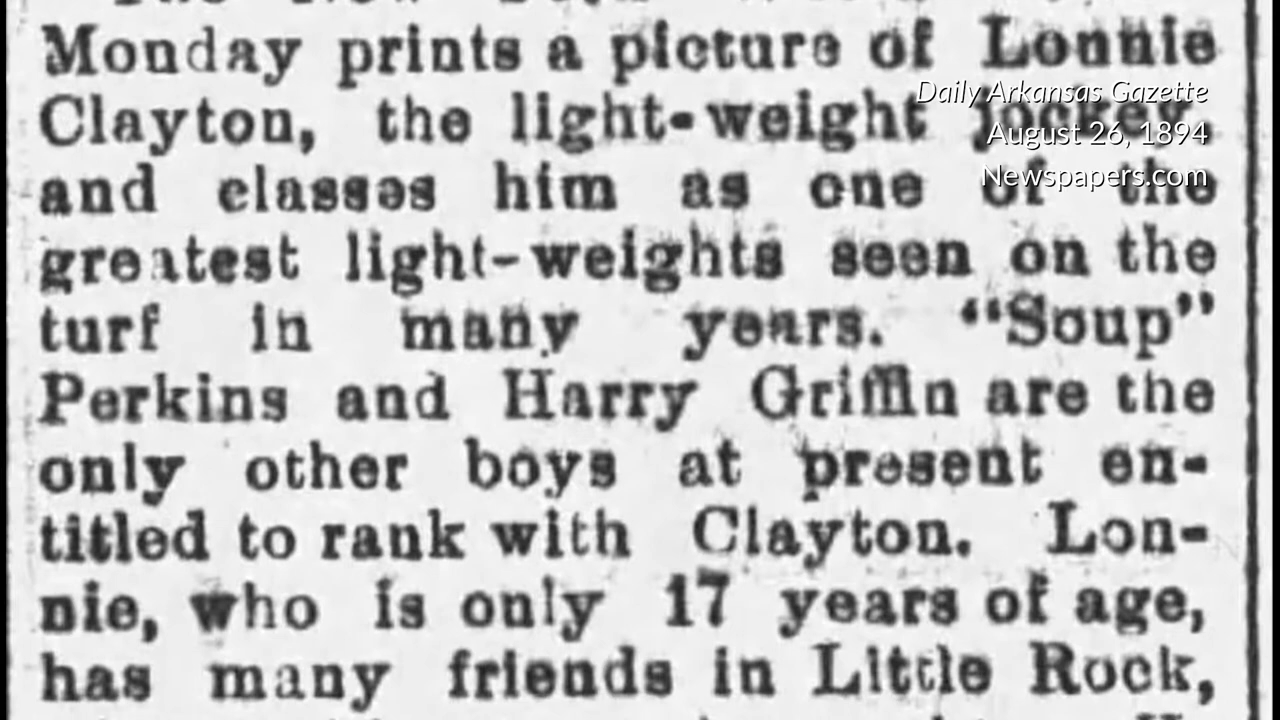 Monday prints a picture of Lonnie
Clayton, the light-weight jockey,
and classes him as one of the
greatest light-weights seen on the
turf in many years. "Soup"
Perkins and Harry Griffin are the
only other boys at present en-
titled to rank with Clayton. Lon-
nie, who is only 17 years of age,
has many friends in Little Rock,
Daily Arkansas Gazette
August 26, 1894
Newspapers.com